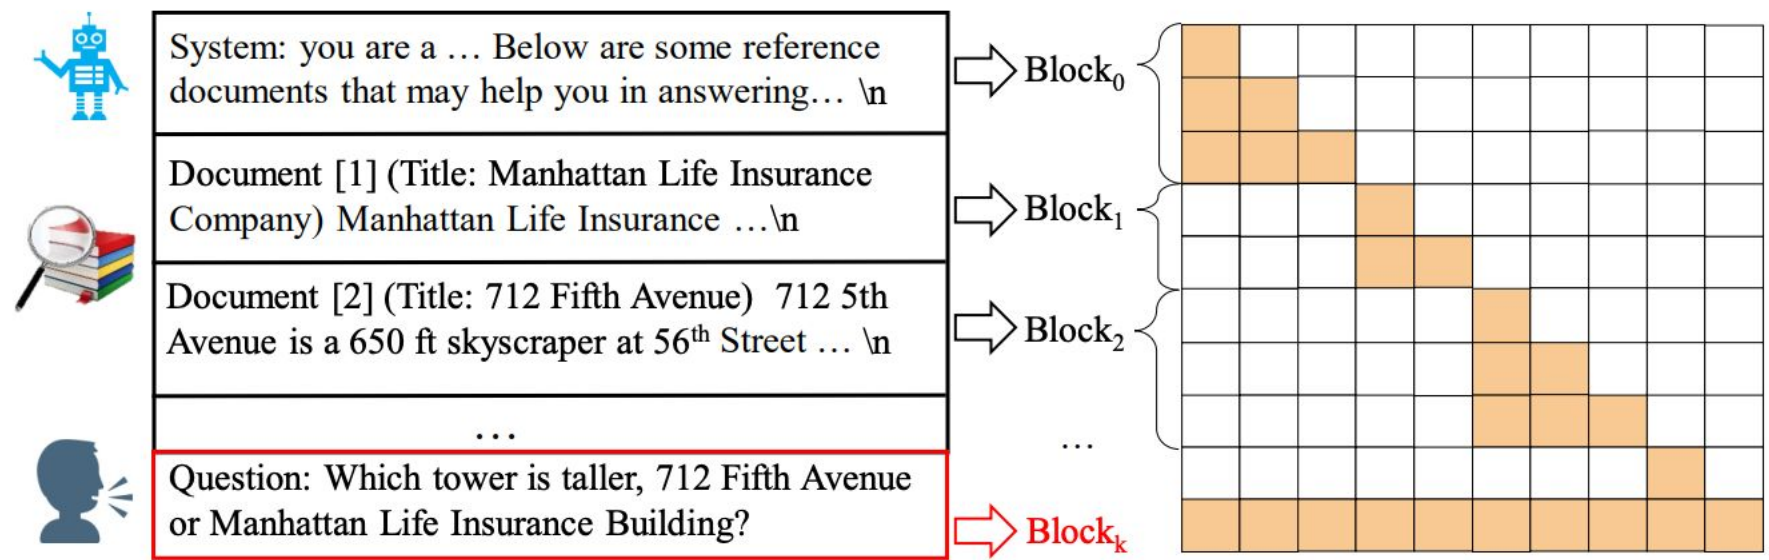 System: you are a … Below are some reference
documents that may help you in answering… \n
Block0
Document [1] (Title: Manhattan Life Insurance
Company) Manhattan Life Insurance …\n
Block1
Document [2] (Title: 712 Fifth Avenue) 712 5th
Avenue is a 650 ft skyscraper at 56th Street … \n
Block2
…
…
Question: Which tower is taller, 712 Fifth Avenue
or Manhattan Life Insurance Building?
Blockk